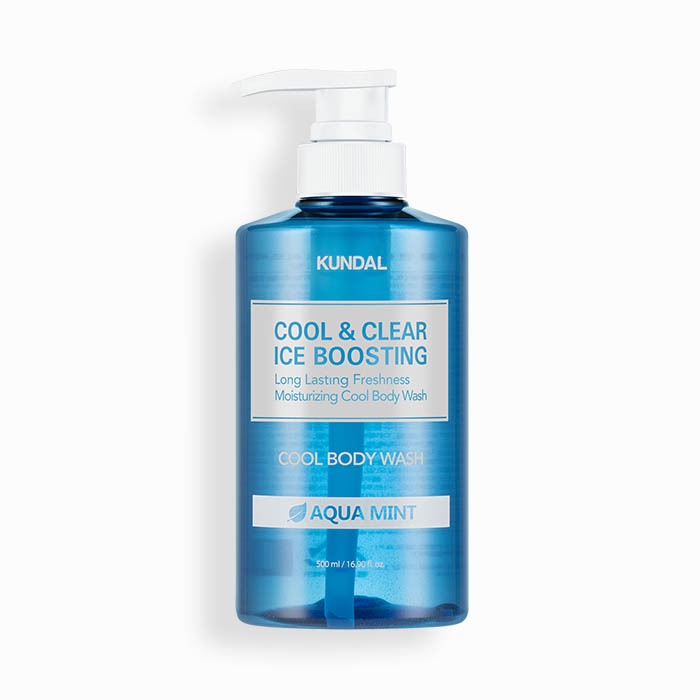 KUNDAL
COOL & CLEAR
ICE BOOSTING
Long Lasting Freshness
Moisturizing Cool Body Wash
COOL BODY WASH
AQUA MINT
500 ml / 16.90 fl. oz.